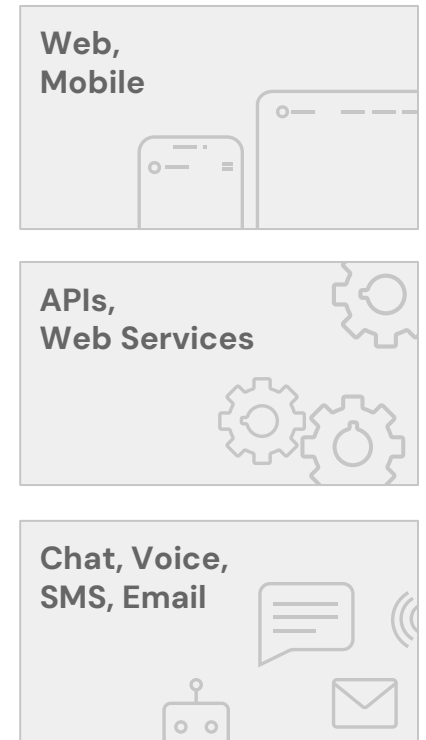 Web,
Mobile
APIs,
Web Services
Chat, Voice,
SMS, Email